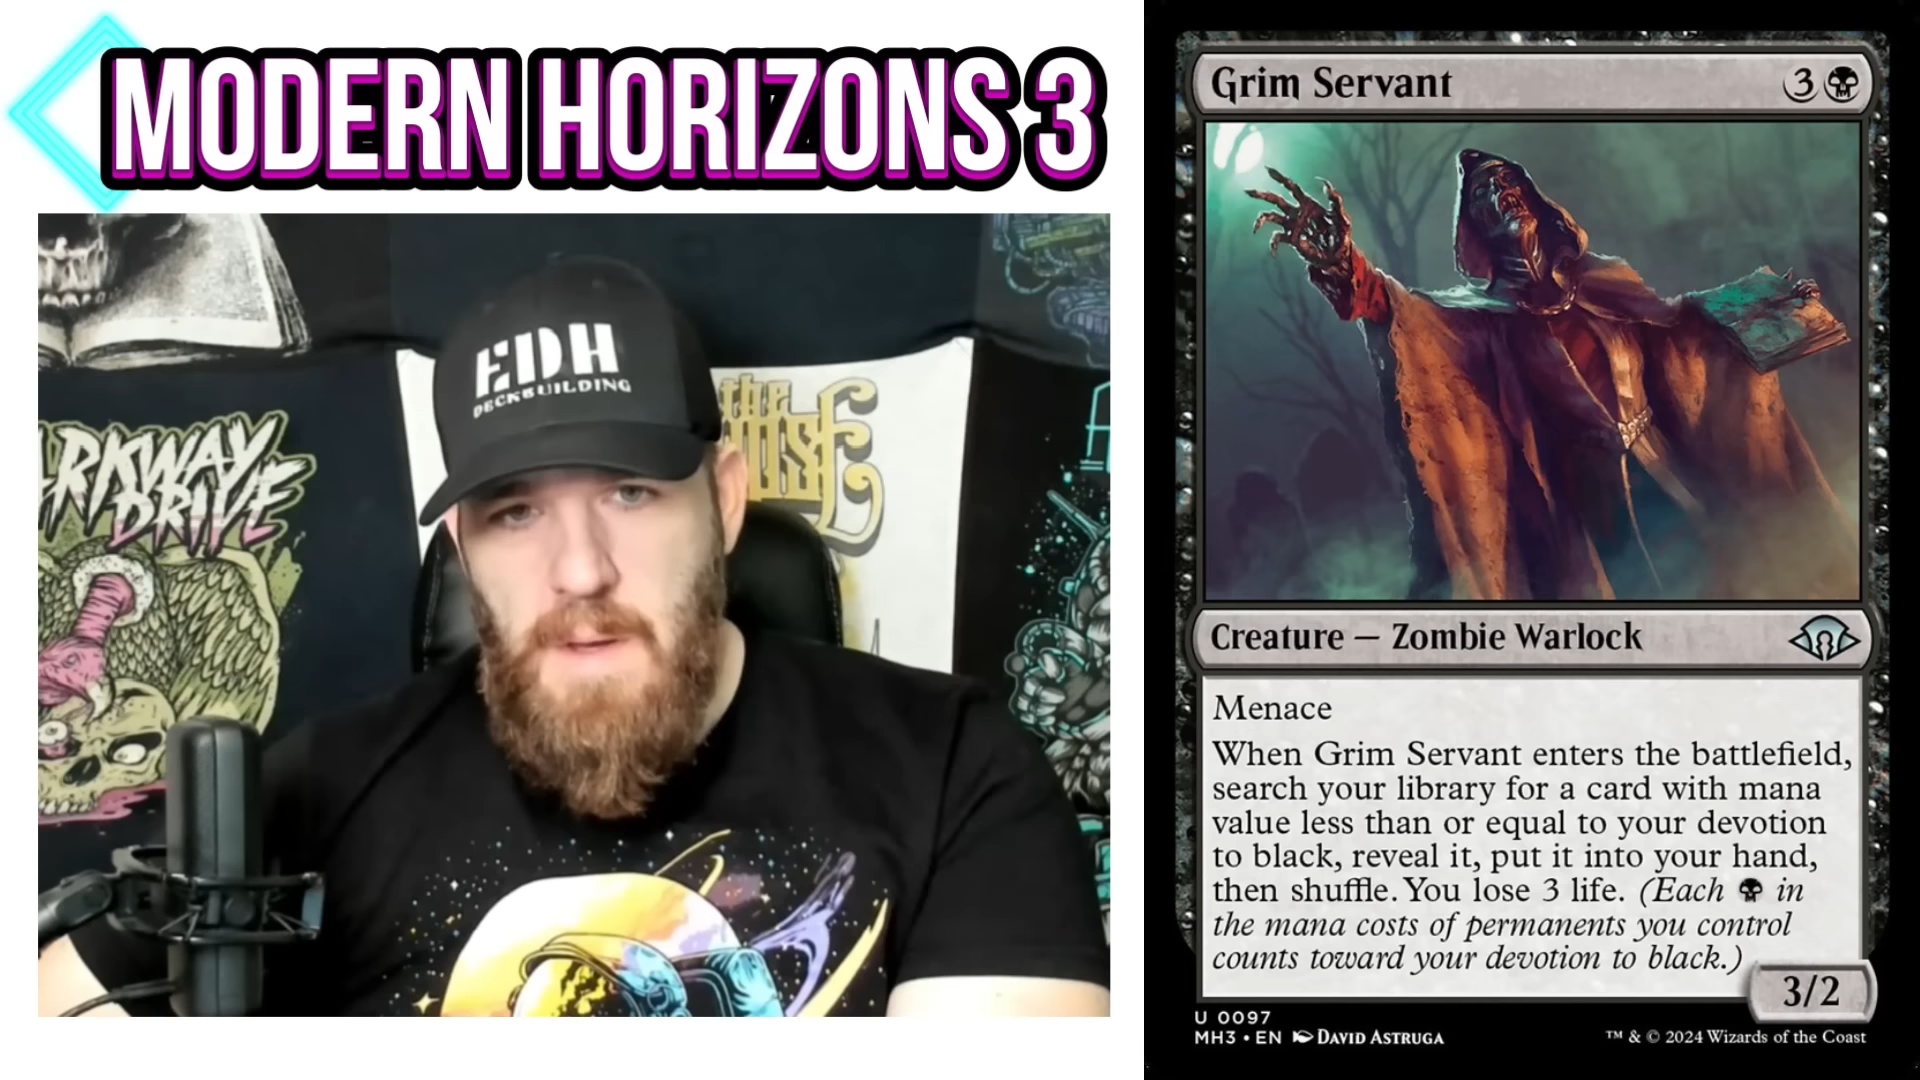 MODERN HORIZONS 3
EDH
DECKBUILDING
the
PARKWAY
DRIVE
Grim Servant 3
Creature — Zombie Warlock
Menace
When Grim Servant enters the battlefield,
search your library for a card with mana
value less than or equal to your devotion
to black, reveal it, put it into your hand,
then shuffle. You lose 3 life. (Each in
the mana costs of permanents you control
counts toward your devotion to black.)
3/2
U 0097
MH3 • EN DAVID ASTRUGA
™ & © 2024 Wizards of the Coast